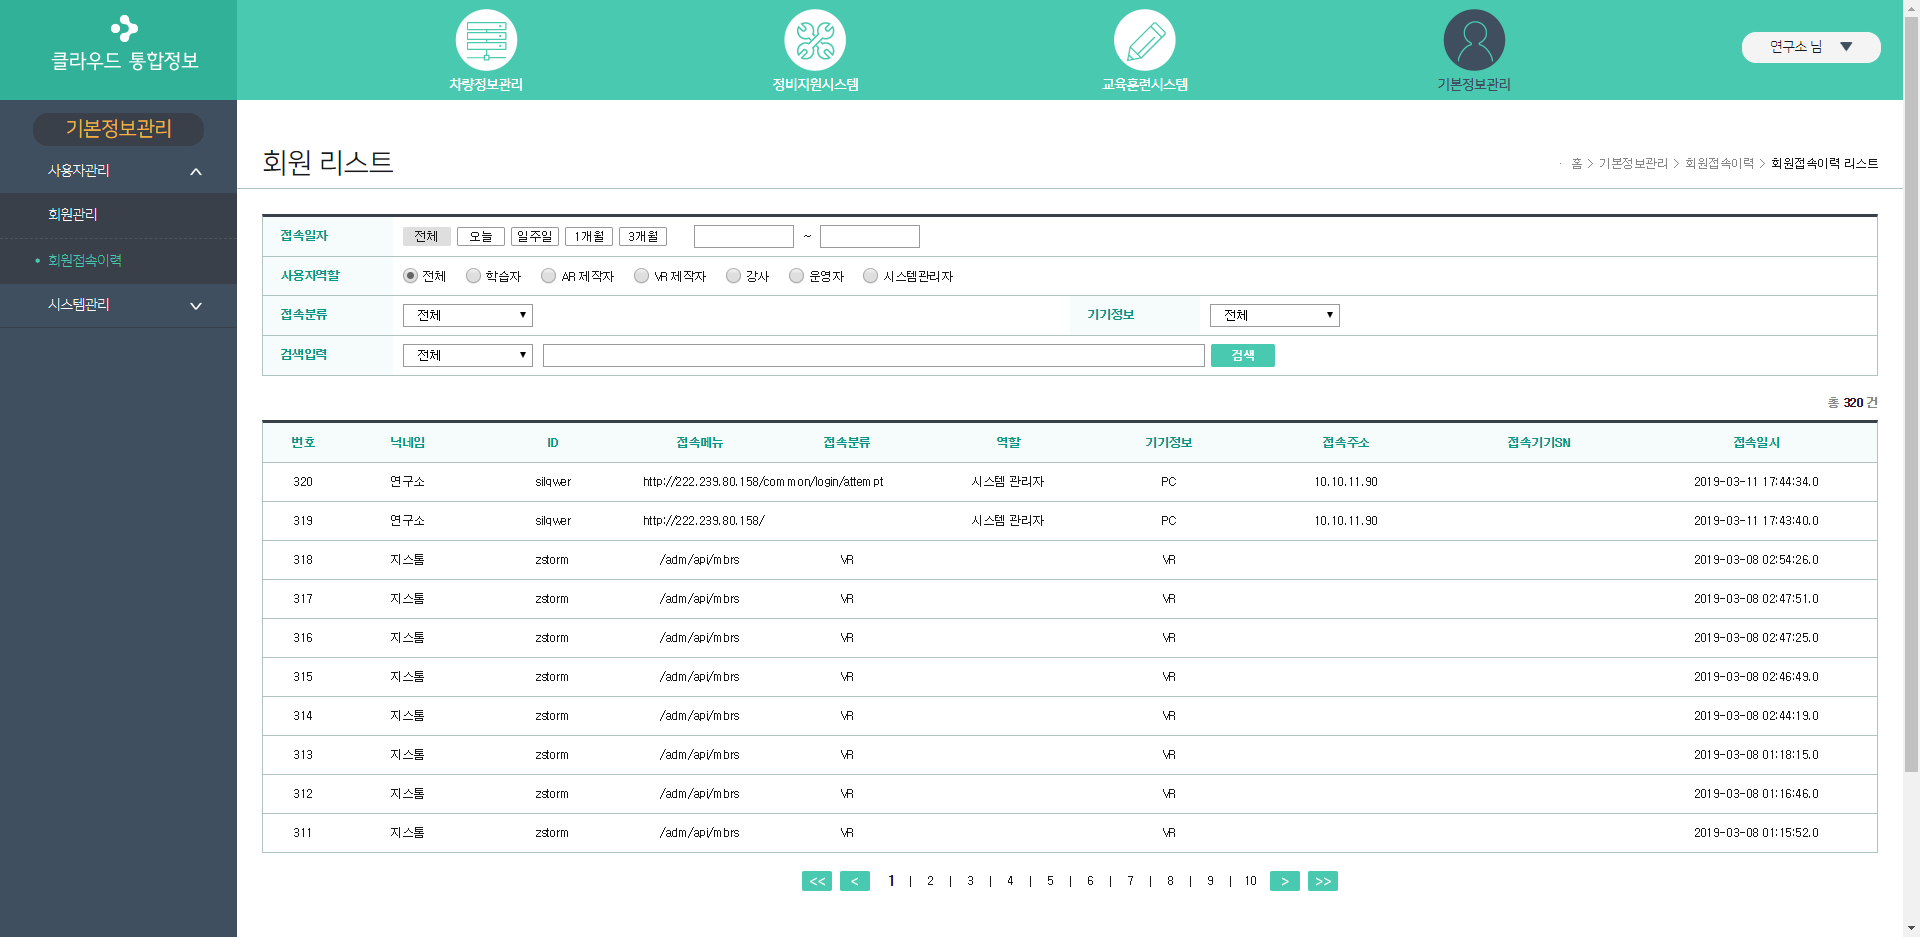 클라우드 통합정보
차량정보관리
정비지원시스템
교육훈련시스템
기본정보관리
연구소 님 ▼
기본정보관리
사용자관리
회원관리
• 회원접속이력
시스템관리
회원 리스트
· 홈 > 기본정보관리 > 회원접속이력 > 회원접속이력 리스트
접속일자 전체 오늘 일주일 1개월 3개월 ~
사용자역할 전체 학습자 AR 제작자 VR 제작자 강사 운영자 시스템관리자
접속분류 전체 기기정보 전체
검색입력 전체 검색
총 320 건
번호 닉네임 ID 접속메뉴 접속분류 역할 기기정보 접속주소 접속기기SN 접속일시
320 연구소 silqwer http://222.239.80.158/common/login/attempt 시스템 관리자 PC 10.10.11.90 2019-03-11 17:44:34.0
319 연구소 silqwer http://222.239.80.158/ 시스템 관리자 PC 10.10.11.90 2019-03-11 17:43:40.0
318 지스톰 zstorm /adm/api/mbrs VR VR 2019-03-08 02:54:26.0
317 지스톰 zstorm /adm/api/mbrs VR VR 2019-03-08 02:47:51.0
316 지스톰 zstorm /adm/api/mbrs VR VR 2019-03-08 02:47:25.0
315 지스톰 zstorm /adm/api/mbrs VR VR 2019-03-08 02:46:49.0
314 지스톰 zstorm /adm/api/mbrs VR VR 2019-03-08 02:44:19.0
313 지스톰 zstorm /adm/api/mbrs VR VR 2019-03-08 01:18:15.0
312 지스톰 zstorm /adm/api/mbrs VR VR 2019-03-08 01:16:46.0
311 지스톰 zstorm /adm/api/mbrs VR VR 2019-03-08 01:15:52.0
<< < 1 | 2 | 3 | 4 | 5 | 6 | 7 | 8 | 9 | 10 > >>